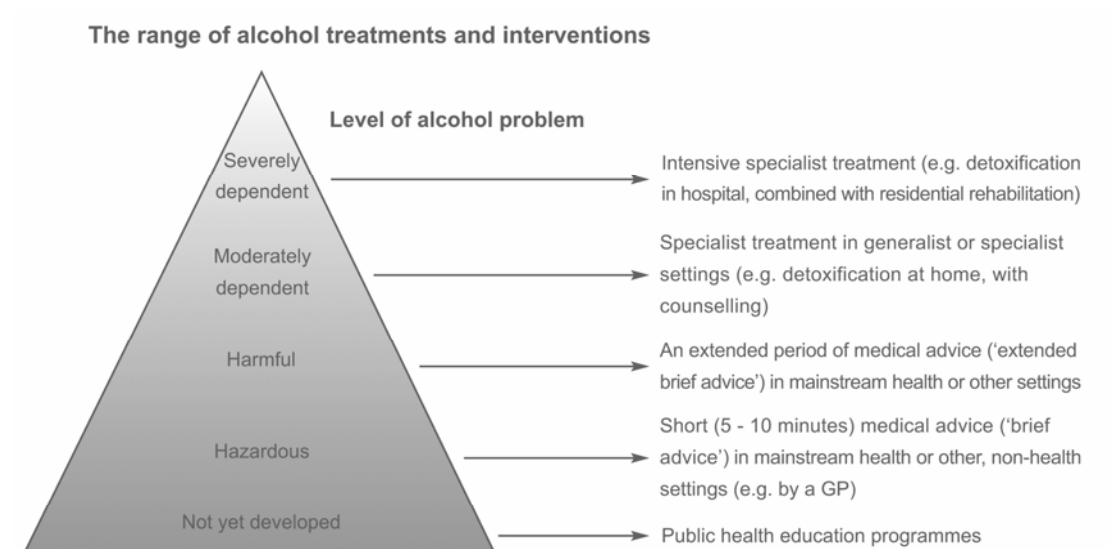 The range of alcohol treatments and interventions
Level of alcohol problem
Severely
dependent
Intensive specialist treatment (e.g. detoxification
in hospital, combined with residential rehabilitation)
Moderately
dependent
Specialist treatment in generalist or specialist
settings (e.g. detoxification at home, with
counselling)
Harmful
An extended period of medical advice (‘extended
brief advice’) in mainstream health or other settings
Hazardous
Short (5 - 10 minutes) medical advice (‘brief
advice’) in mainstream health or other, non-health
settings (e.g. by a GP)
Not yet developed
Public health education programmes